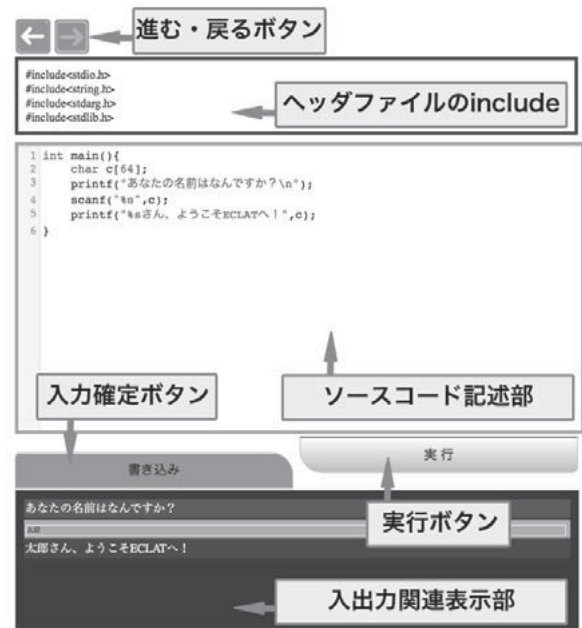 進む・戻るボタン
#include<stdio.h>
#include<string.h>
#include<stdarg.h>
#include<stdlib.h>
ヘッダファイルのinclude
1 int main(){
2 char c[64];
3 printf("あなたの名前はなんですか？\n");
4 scanf("%s",c);
5 printf("%sさん、ようこそECLATへ！",c);
6 }
入力確定ボタン
ソースコード記述部
書き込み
実行
あなたの名前はなんですか？
実行ボタン
太郎
太郎さん、ようこそECLATへ！
入出力関連表示部